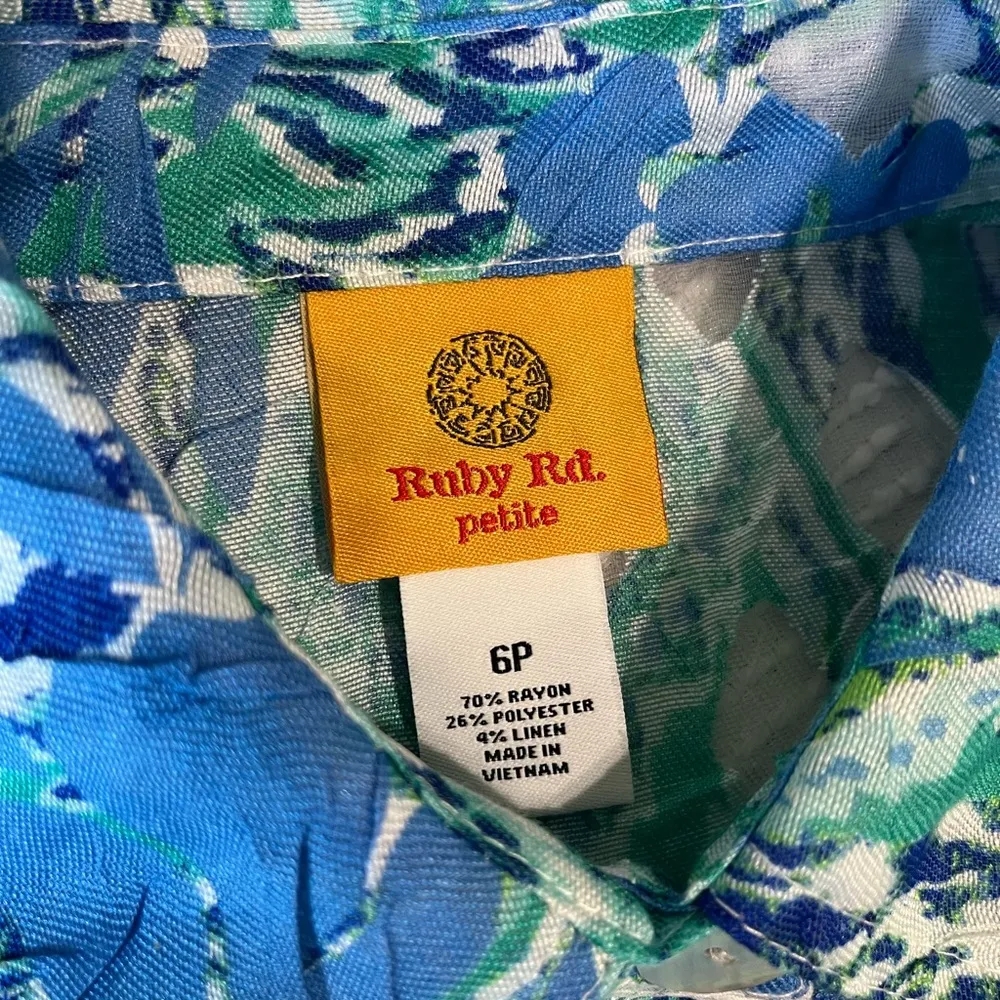 Ruby Rd.
petite
6P
70% RAYON
26% POLYESTER
4% LINEN
MADE IN
VIETNAM